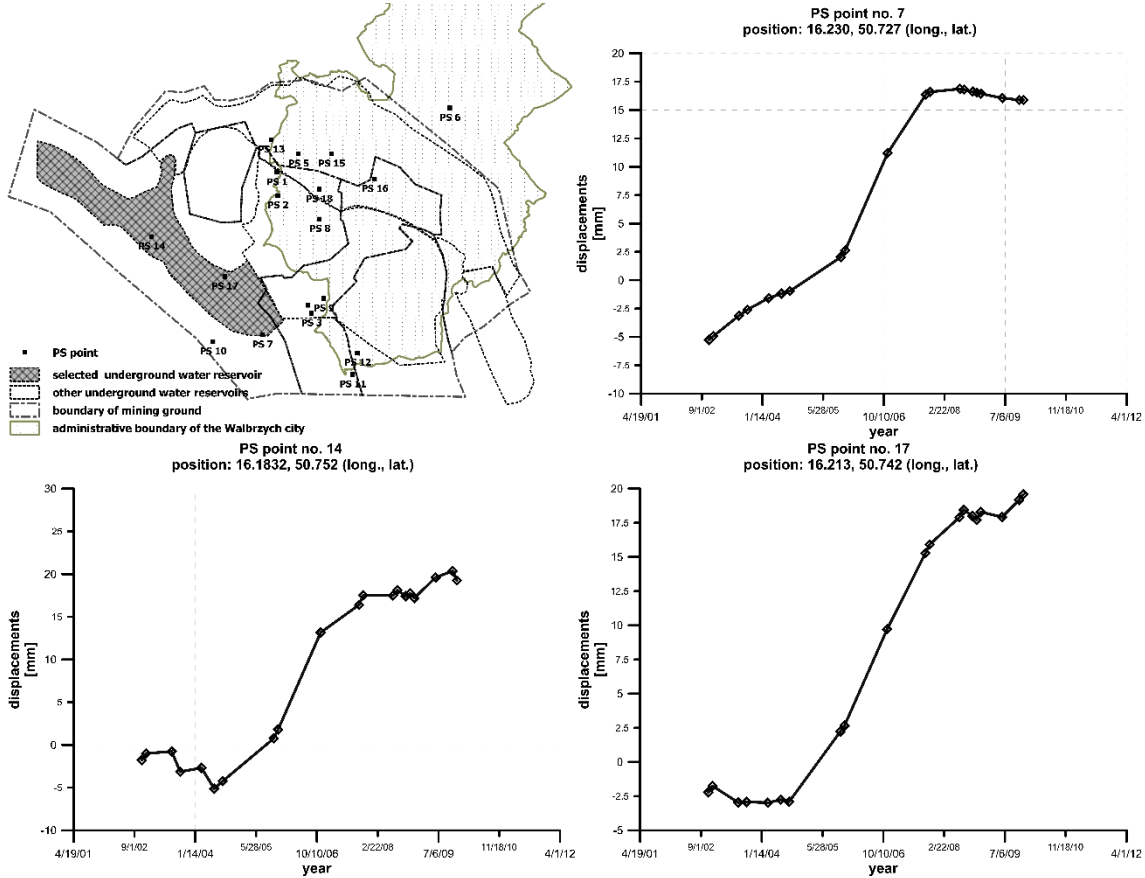 PS 6
PS 13
PS 5
PS 15
PS 1
PS 16
PS 2
PS 18
PS 8
PS 14
PS 17
PS 9
PS 3
PS 10
PS 7
PS 12
PS 11
PS point
selected underground water reservoir
other underground water reservoirs
boundary of mining ground
administrative boundary of the Walbrzych city
PS point no. 7
position: 16.230, 50.727 (long., lat.)
displacements
[mm]
20
17.5
15
12.5
10
7.5
5
2.5
0
-2.5
-5
-7.5
-10
9/1/02 1/14/04 5/28/05 10/10/06 2/22/08 7/6/09 11/18/10
4/19/01 4/1/12
year
PS point no. 14
position: 16.1832, 50.752 (long., lat.)
displacements
[mm]
30
25
20
15
10
5
0
-5
-10
9/1/02 1/14/04 5/28/05 10/10/06 2/22/08 7/6/09 11/18/10
4/19/01 4/1/12
year
PS point no. 17
position: 16.213, 50.742 (long., lat.)
displacements
[mm]
20
17.5
15
12.5
10
7.5
5
2.5
0
-2.5
-5
9/1/02 1/14/04 5/28/05 10/10/06 2/22/08 7/6/09 11/18/10
4/19/01 4/1/12
year